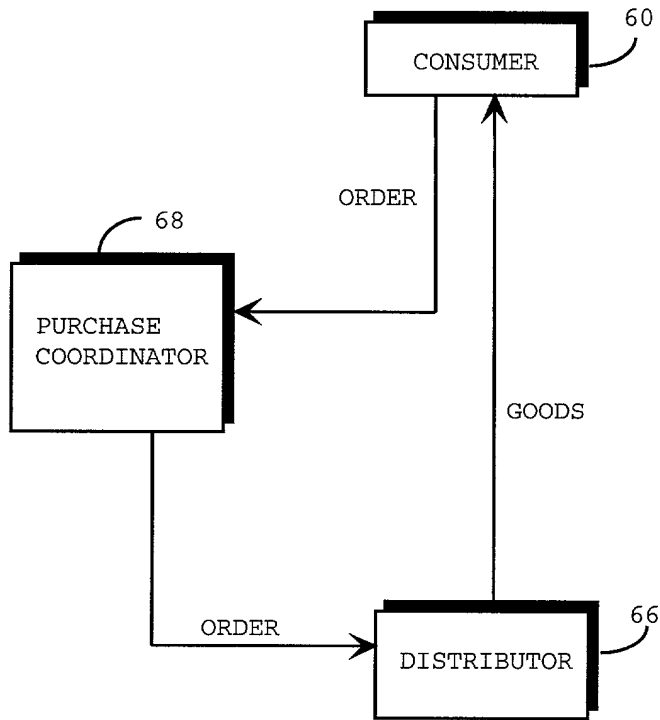 60
CONSUMER
ORDER
68
PURCHASE
COORDINATOR
GOODS
ORDER
66
DISTRIBUTOR